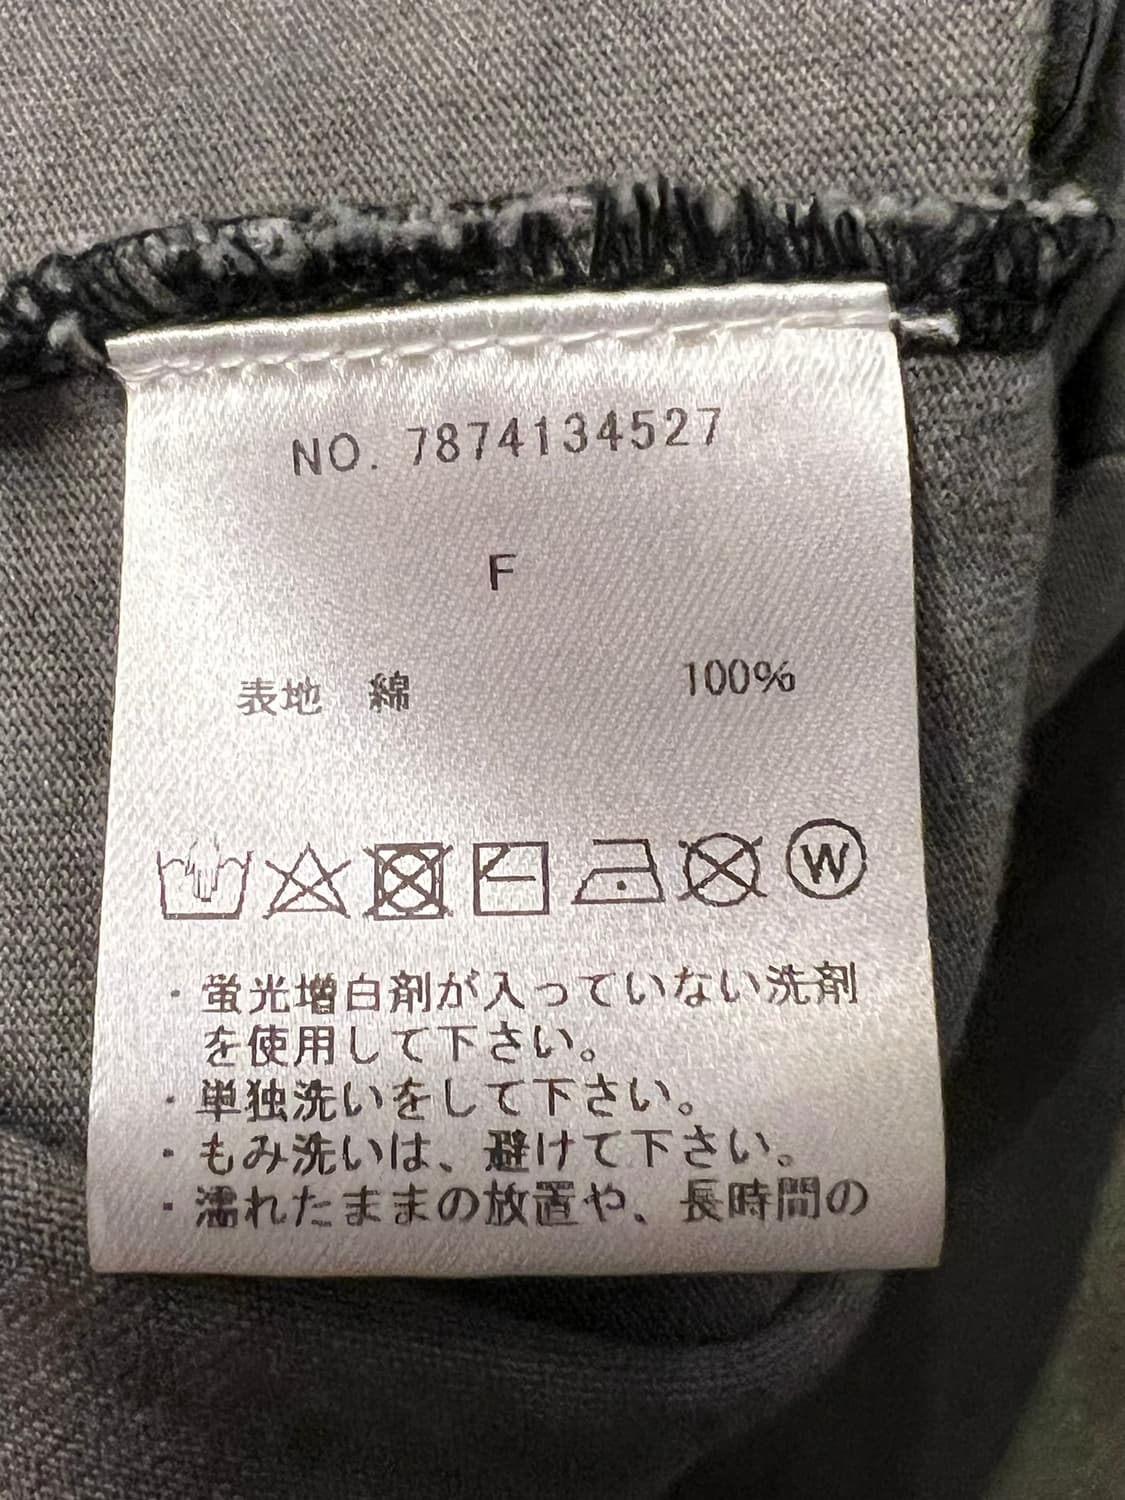 NO. 7874134527
F
表地 綿 100%
W
・蛍光増白剤が入っていない洗剤
を使用して下さい。
・単独洗いをして下さい。
・もみ洗いは、避けて下さい。
・濡れたままの放置や、長時間の